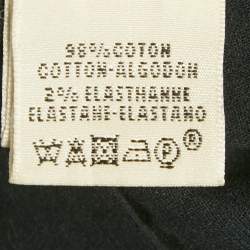 98% COTON
COTTON-ALGODON
2% ELASTHANNE
ELASTANE-ELASTANO
P ®